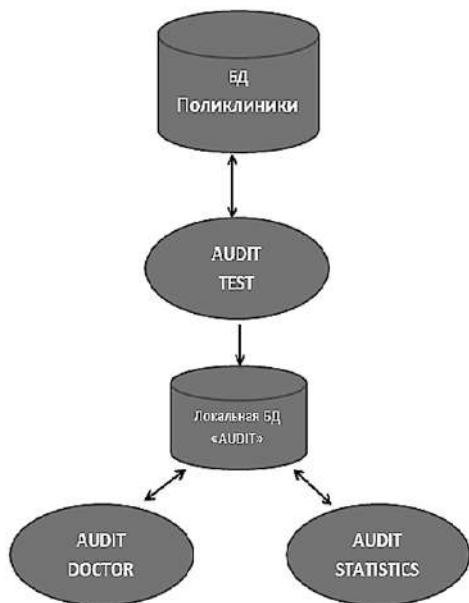 БД
Поликлиники
AUDIT
TEST
Локальная БД
«AUDIT»
AUDIT
DOCTOR
AUDIT
STATISTICS